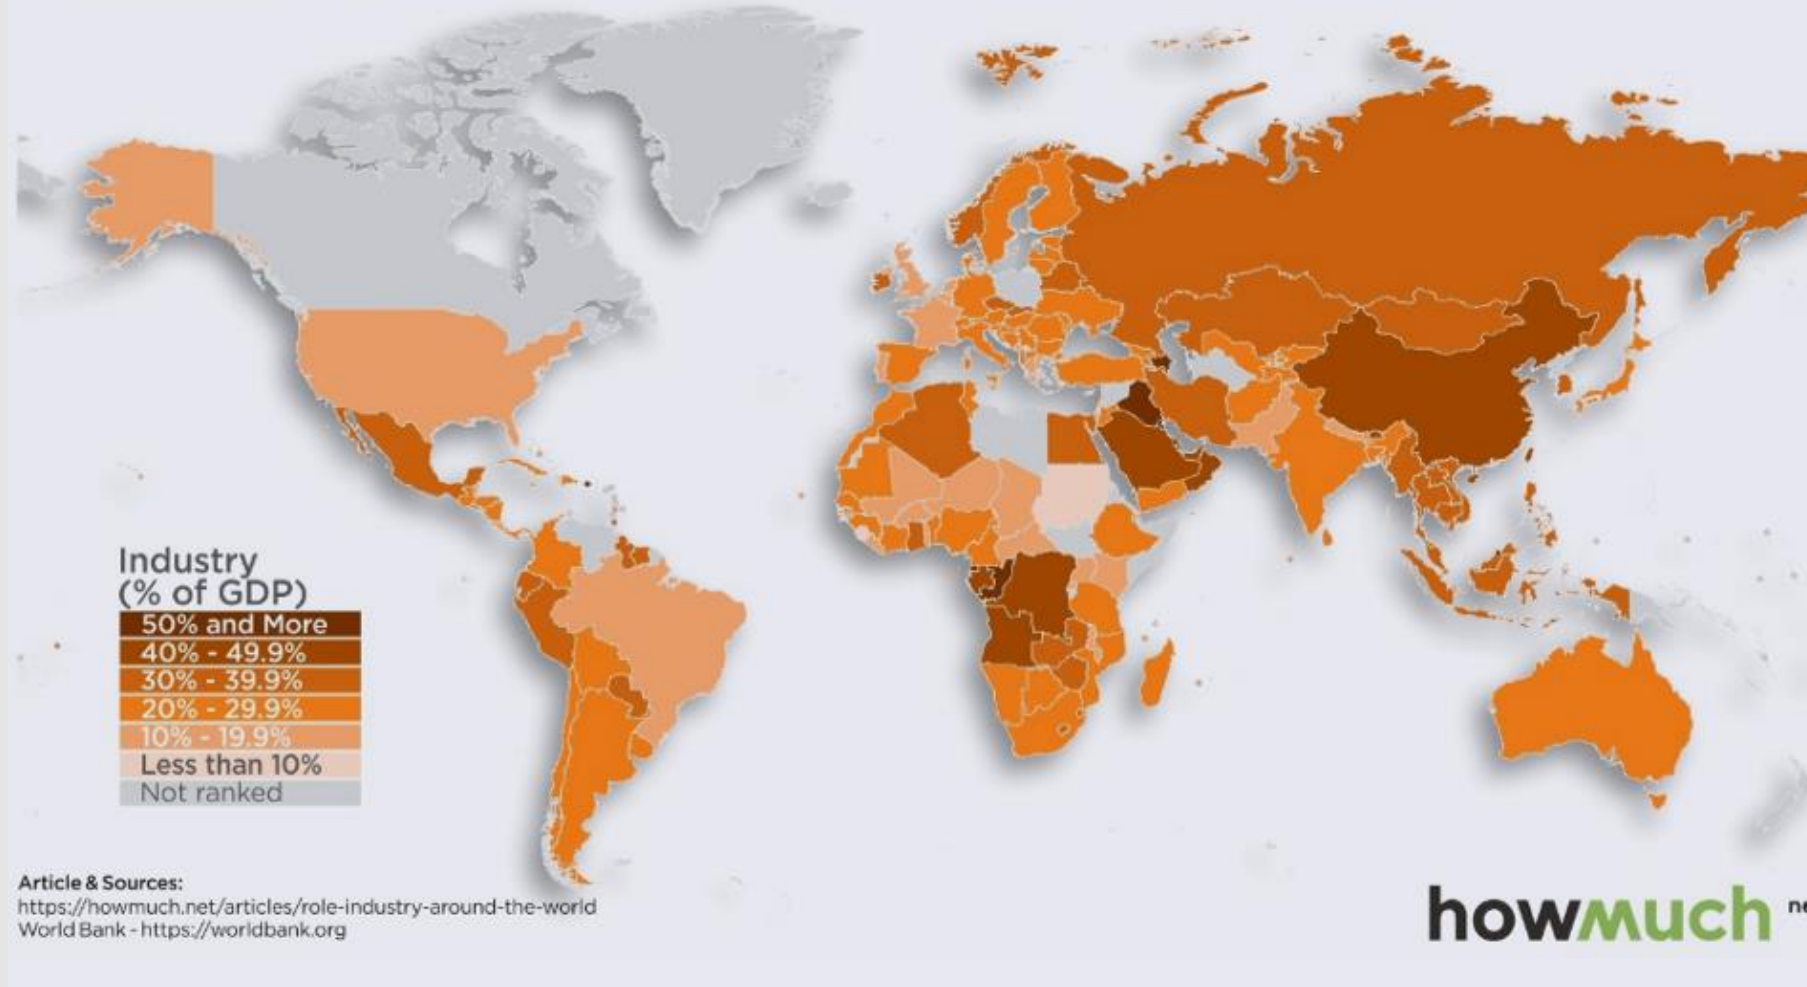 Industry
(% of GDP)
50% and More
40% - 49.9%
30% - 39.9%
20% - 29.9%
10% - 19.9%
Less than 10%
Not ranked
Article & Sources:
https://howmuch.net/articles/role-industry-around-the-world
World Bank - https://worldbank.org
howmuch ne